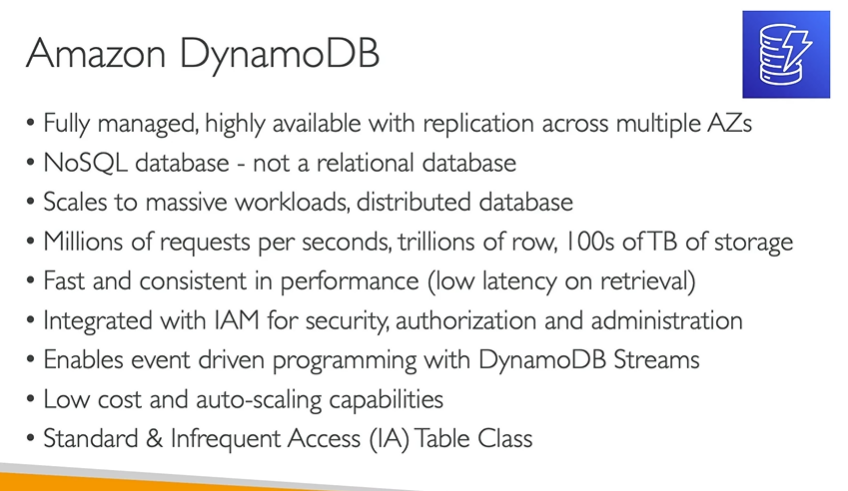 Amazon DynamoDB
• Fully managed, highly available with replication across multiple AZs
• NoSQL database - not a relational database
• Scales to massive workloads, distributed database
• Millions of requests per seconds, trillions of row, 100s of TB of storage
• Fast and consistent in performance (low latency on retrieval)
• Integrated with IAM for security, authorization and administration
• Enables event driven programming with DynamoDB Streams
• Low cost and auto-scaling capabilities
• Standard & Infrequent Access (IA) Table Class